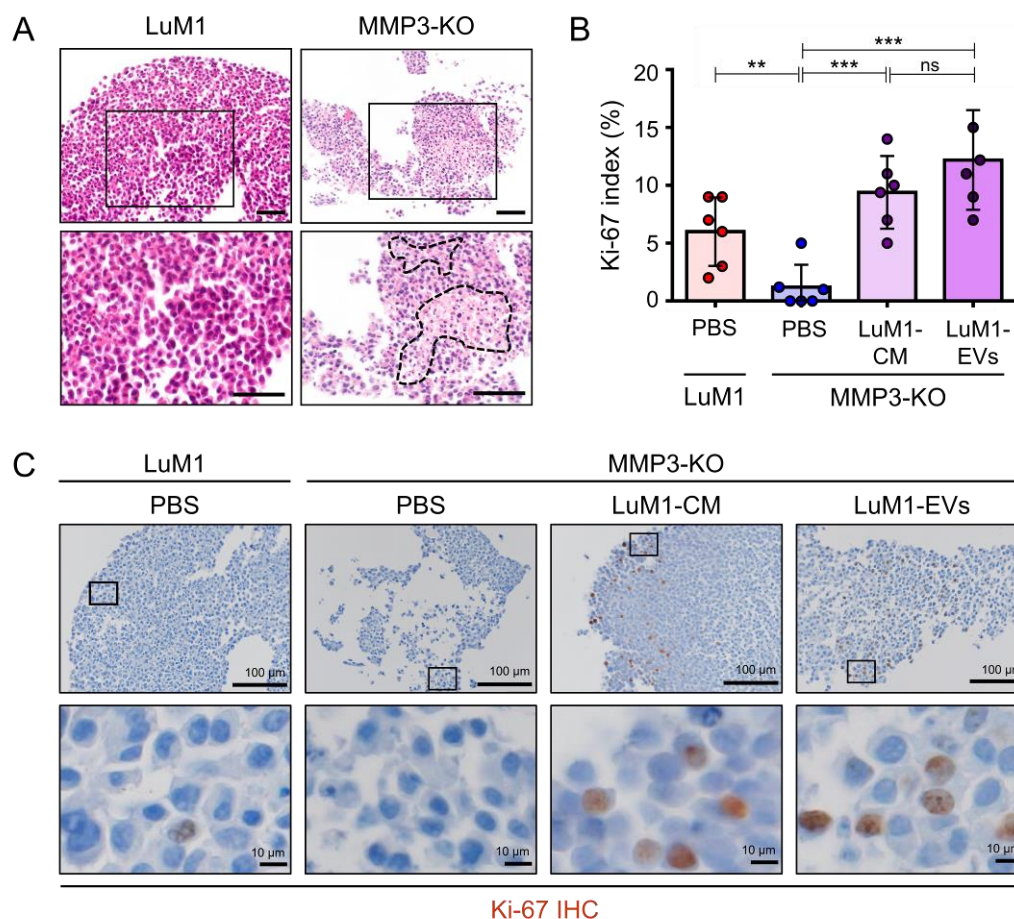 A
LuM1
MMP3-KO
B
***
** *** ns
20
15
10
5
0
Ki-67 index (%)
PBS PBS LuM1-CM LuM1-EVs
LuM1 MMP3-KO
C
LuM1 MMP3-KO
PBS PBS LuM1-CM LuM1-EVs
100 µm 100 µm 100 µm 100 µm
10 µm 10 µm 10 µm 10 µm
Ki-67 IHC